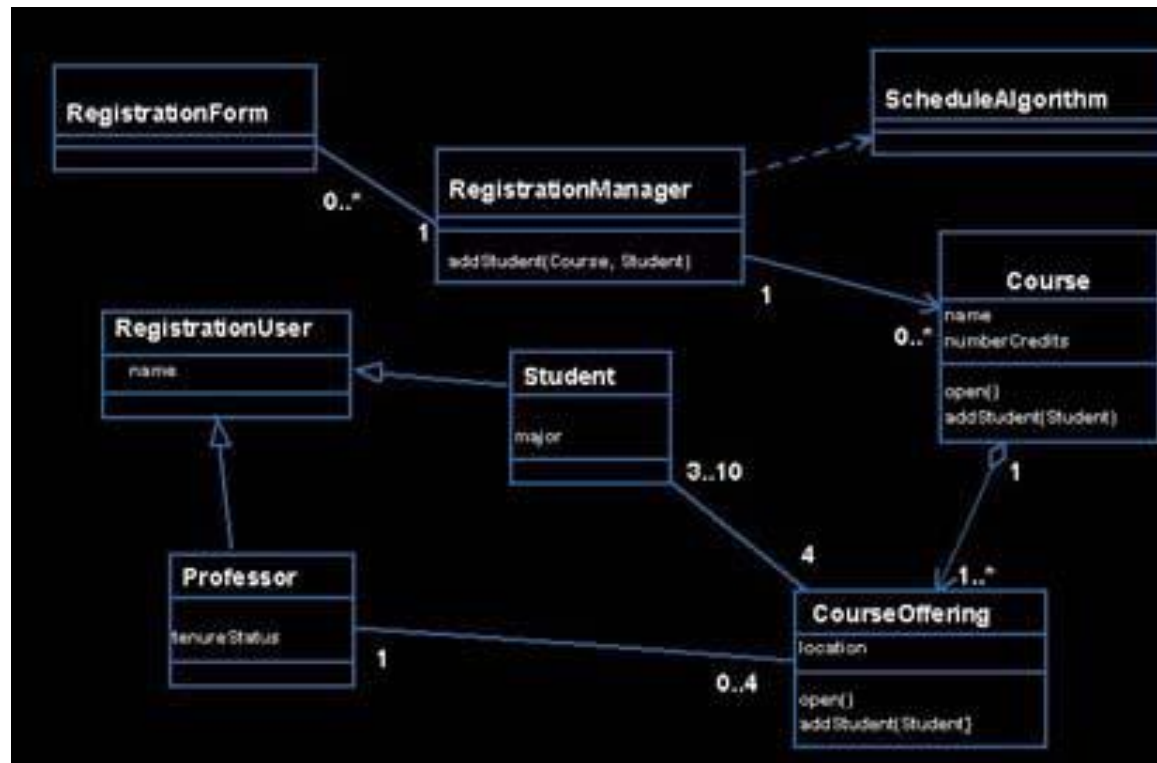 RegistrationForm
ScheduleAlgorithm
RegistrationManager
0..*
1
addStudent(Course, Student)
1
Course
name
numberCredits
0..*
open()
addStudent(Student)
RegistrationUser
name
Student
major
3..10
1
4
1..*
Professor
tenureStatus
1
0..4
CourseOffering
location
open()
addStudent(Student]